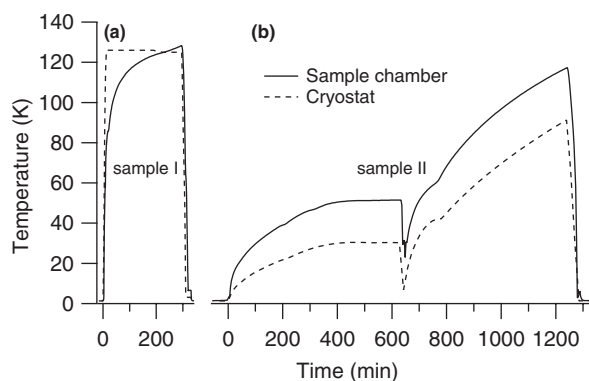 140
120
100
80
60
40
20
0
Temperature (K)
(a)
sample I
0
200
(b)
Sample chamber
Cryostat
sample II
0
200
400
600
800
1000
1200
Time (min)